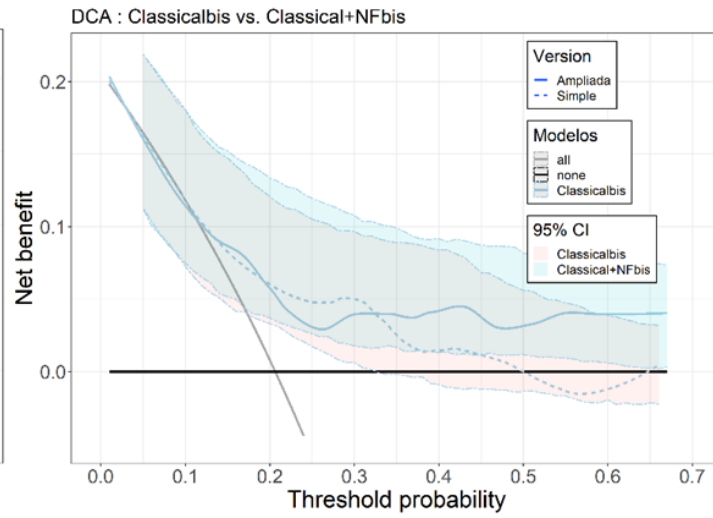 DCA : Classicalbis vs. Classical+NFbis
Version
Ampliada
Simple
Modelos
all
none
Classicalbis
95% CI
Classicalbis
Classical+NFbis
Net benefit
0.2
0.1
0.0
0.0 0.1 0.2 0.3 0.4 0.5 0.6 0.7
Threshold probability